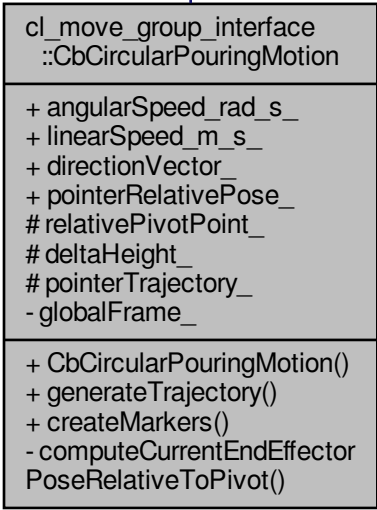 cl_move_group_interface
::CbCircularPouringMotion
+ angularSpeed_rad_s_
+ linearSpeed_m_s_
+ directionVector_
+ pointerRelativePose_
# relativePivotPoint_
# deltaHeight_
# pointerTrajectory_
- globalFrame_
+ CbCircularPouringMotion()
+ generateTrajectory()
+ createMarkers()
- computeCurrentEndEffector
PoseRelativeToPivot()